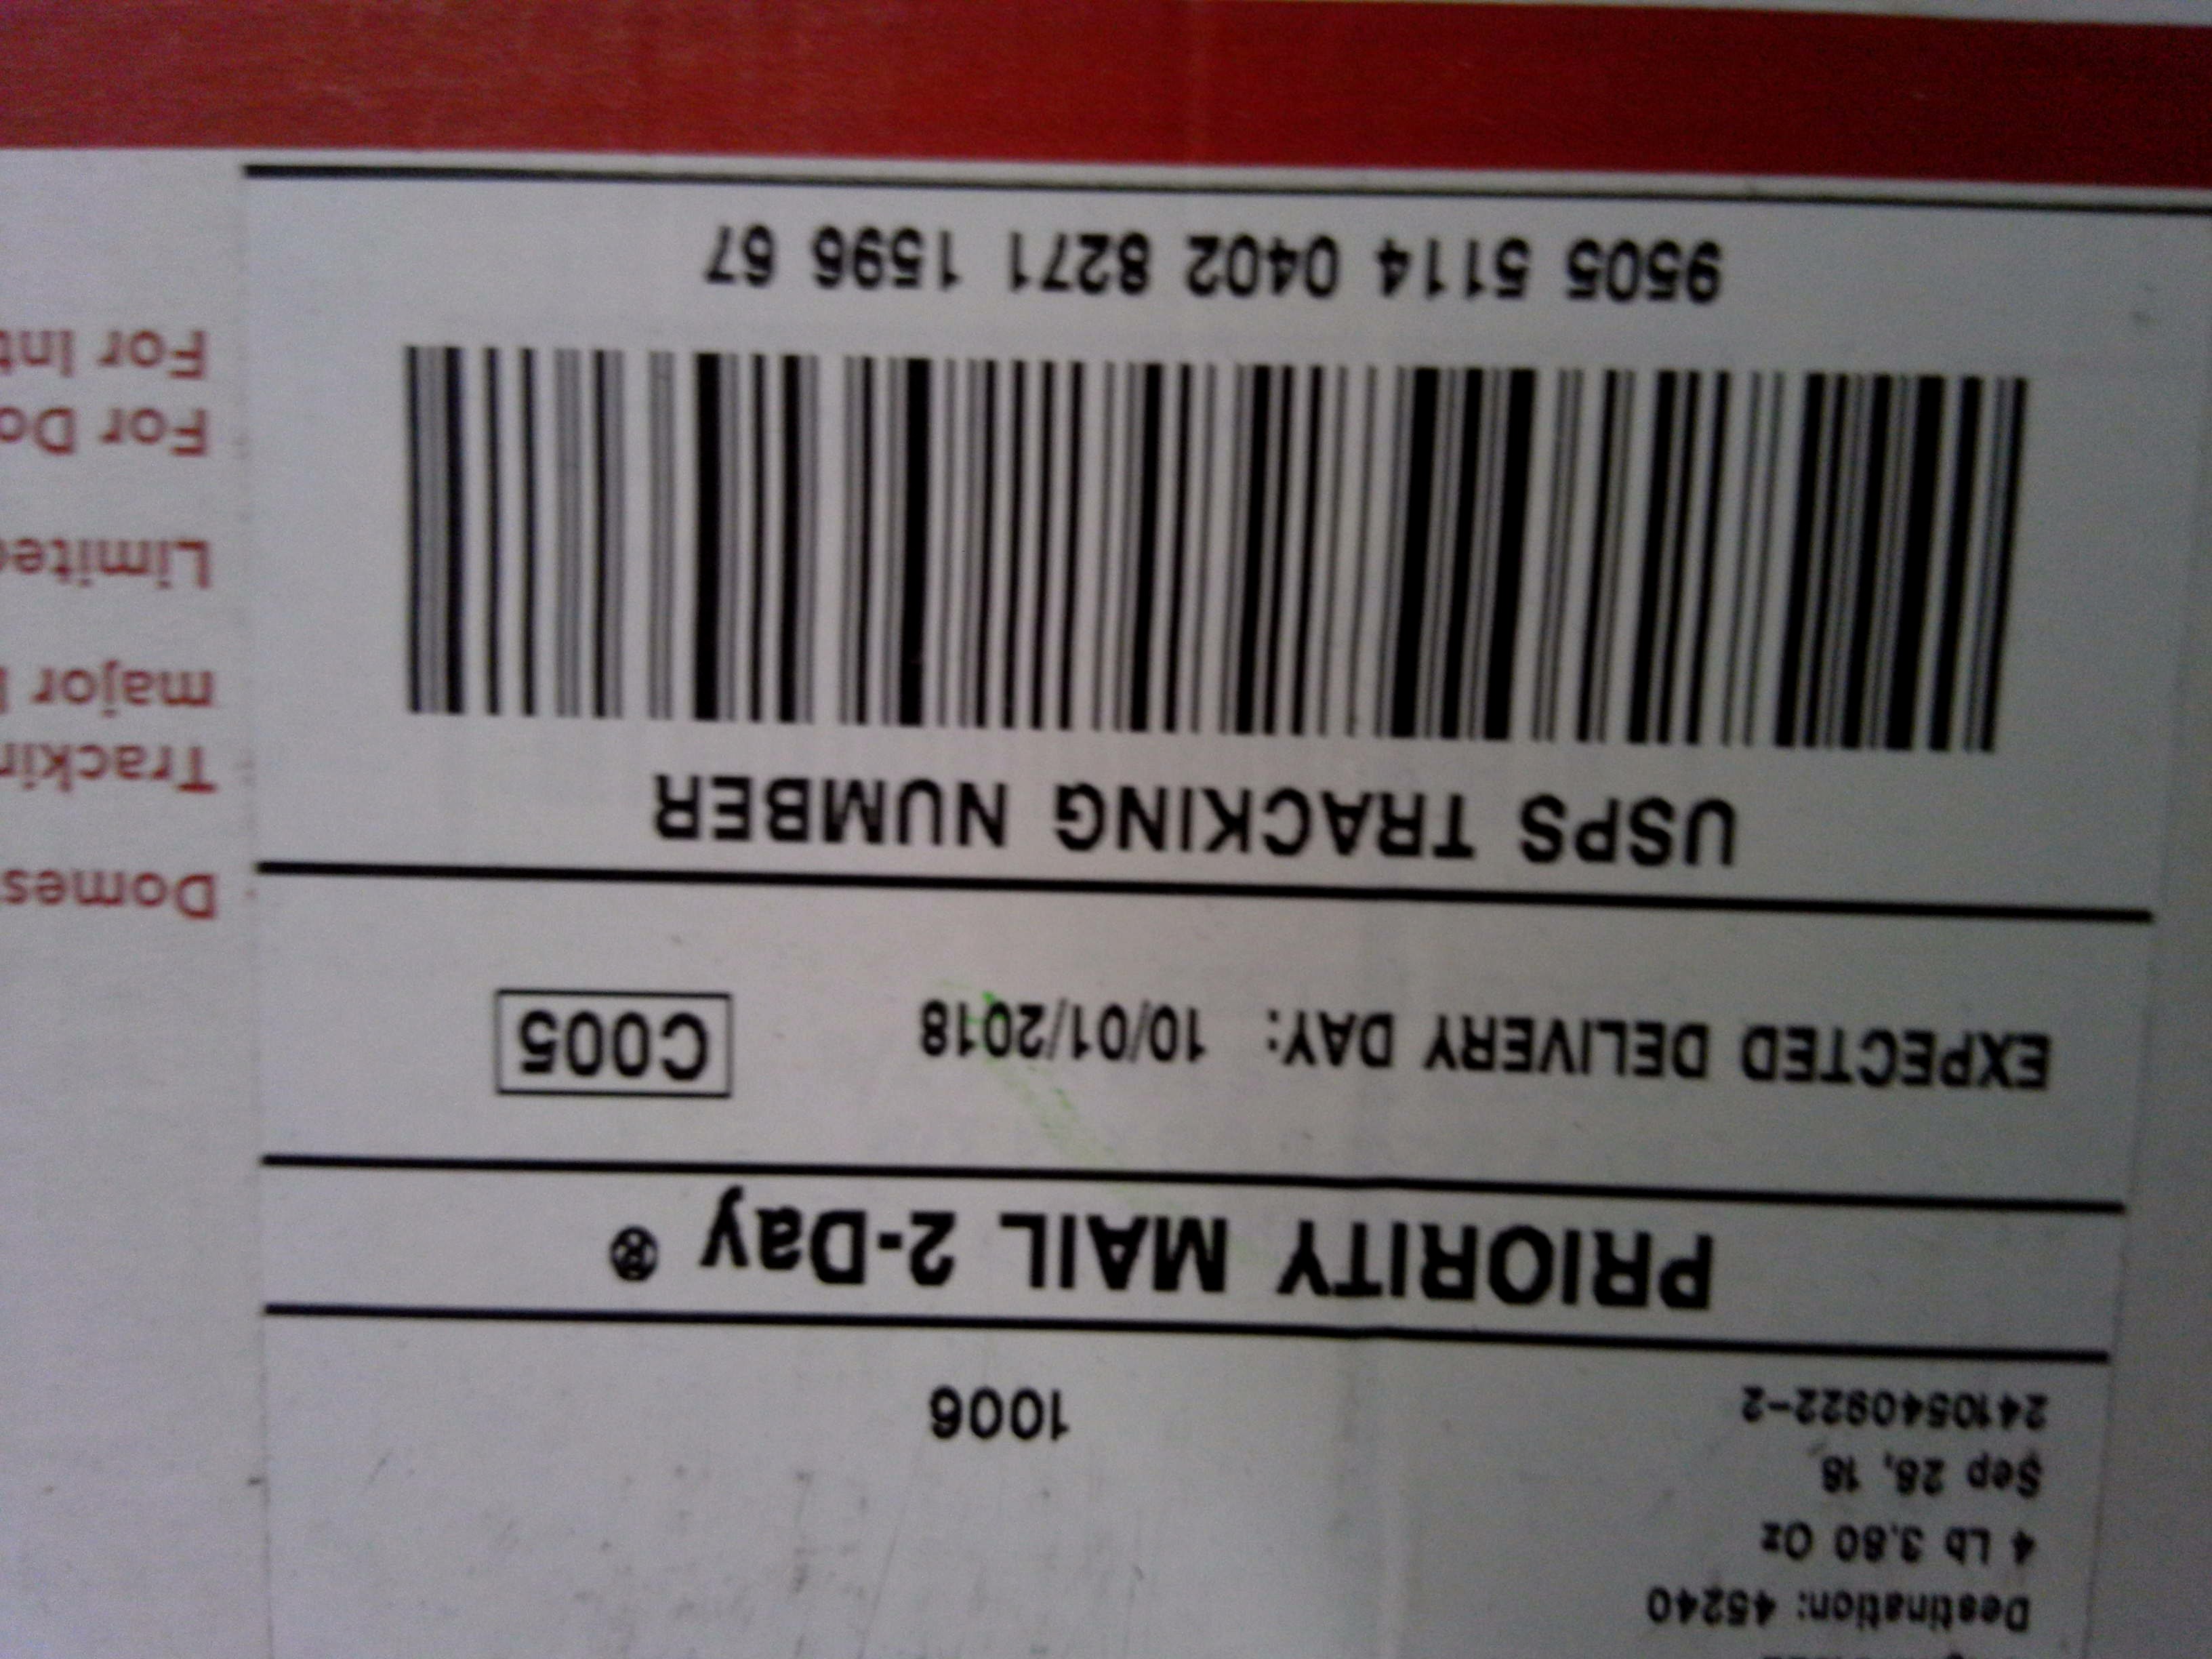 Destination: 45240
4 Lb 3.80 Oz
Sep 28, 18
2410540922-2
1006
PRIORITY MAIL 2-Day ®
EXPECTED DELIVERY DAY: 10/01/2018
C005
USPS TRACKING NUMBER
9505 5114 0402 8271 1596 67
Domes
Trackin
major
Limited
For Do
For Int